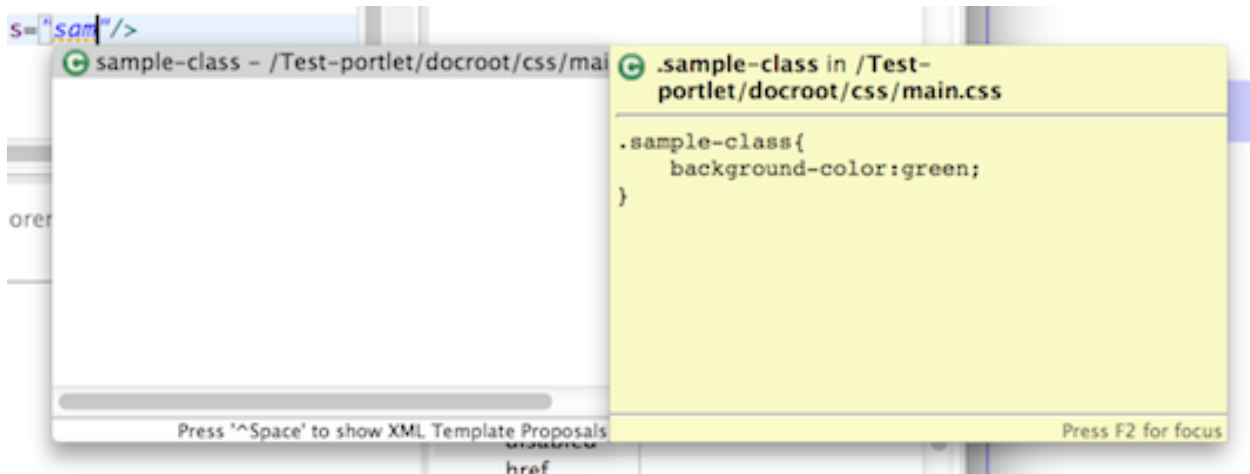 s="sam"/>
sample-class – /Test-portlet/docroot/css/mai
.sample-class in /Test-
portlet/docroot/css/main.css
.sample-class{
background-color:green;
}
Press '^Space' to show XML Template Proposals
Press F2 for focus
href